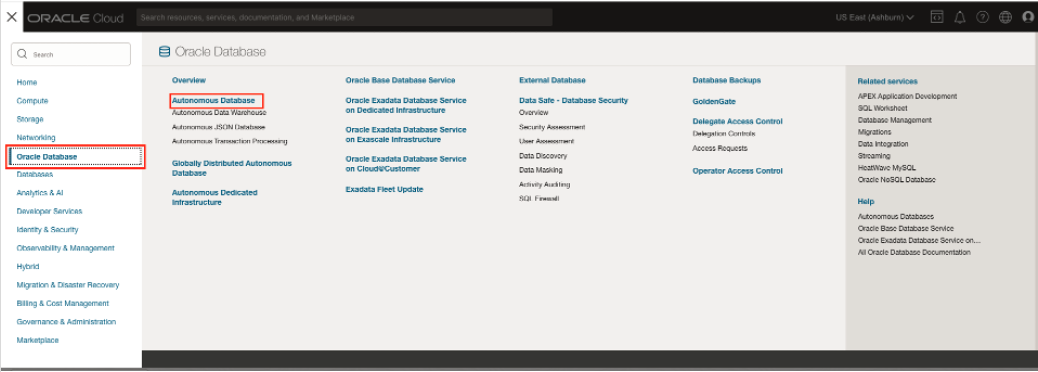 ORACLE Cloud
Search resources, services, documentation, and Marketplace
US East (Ashburn)
Search
Home
Compute
Storage
Networking
Oracle Database
Databases
Analytics & AI
Developer Services
Identity & Security
Observability & Management
Hybrid
Migration & Disaster Recovery
Billing & Cost Management
Governance & Administration
Marketplace
Oracle Database
Overview
Autonomous Database
Autonomous Data Warehouse
Autonomous JSON Database
Autonomous Transaction Processing
Globally Distributed Autonomous
Database
Autonomous Dedicated
Infrastructure
Oracle Base Database Service
Oracle Exadata Database Service
on Dedicated Infrastructure
Oracle Exadata Database Service
on Exascale Infrastructure
Oracle Exadata Database Service
on Cloud@Customer
Exadata Fleet Update
External Database
Data Safe - Database Security
Overview
Security Assessment
User Assessment
Data Discovery
Data Masking
Activity Auditing
SQL Firewall
Database Backups
GoldenGate
Delegate Access Control
Delegation Controls
Access Requests
Operator Access Control
Related services
APEX Application Development
SQL Worksheet
Database Management
Migrations
Data Integration
Streaming
HeatWave MySQL
Oracle NoSQL Database
Help
Autonomous Databases
Oracle Base Database Service
Oracle Exadata Database Service on...
All Oracle Database Documentation